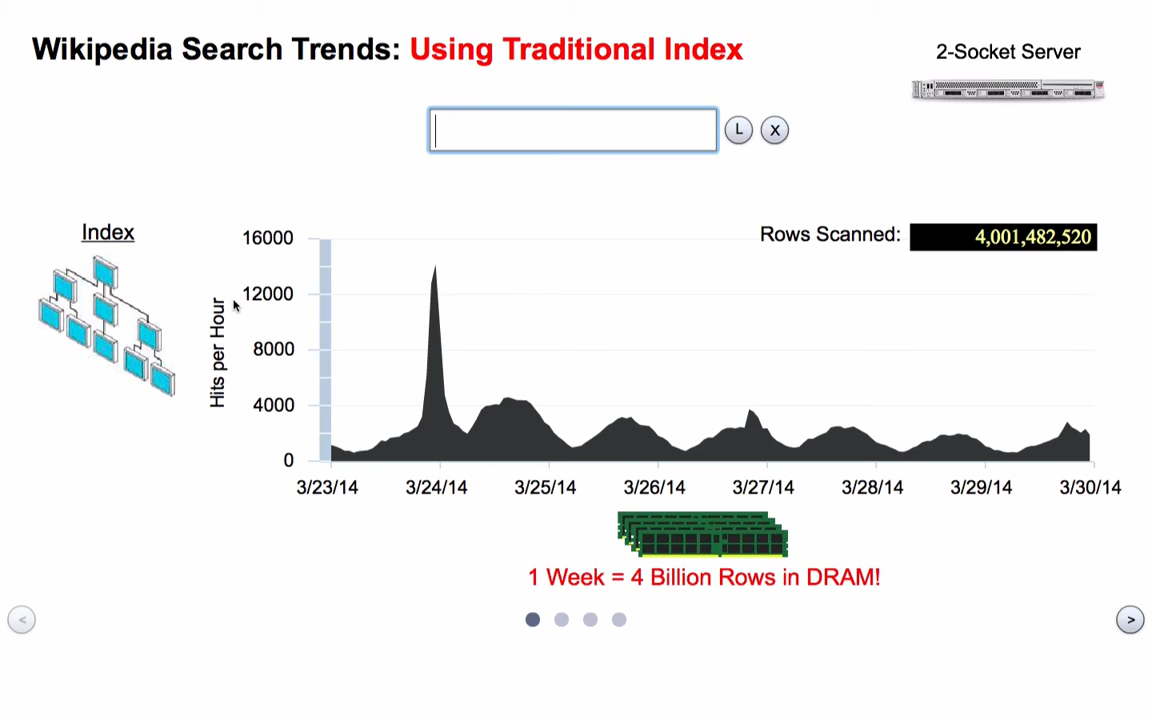 Wikipedia Search Trends: Using Traditional Index
2-Socket Server
L
X
Index
Rows Scanned:
4,001,482,520
Hits per Hour
16000
12000
8000
4000
0
3/23/14
3/24/14
3/25/14
3/26/14
3/27/14
3/28/14
3/29/14
3/30/14
1 Week = 4 Billion Rows in DRAM!
<
>